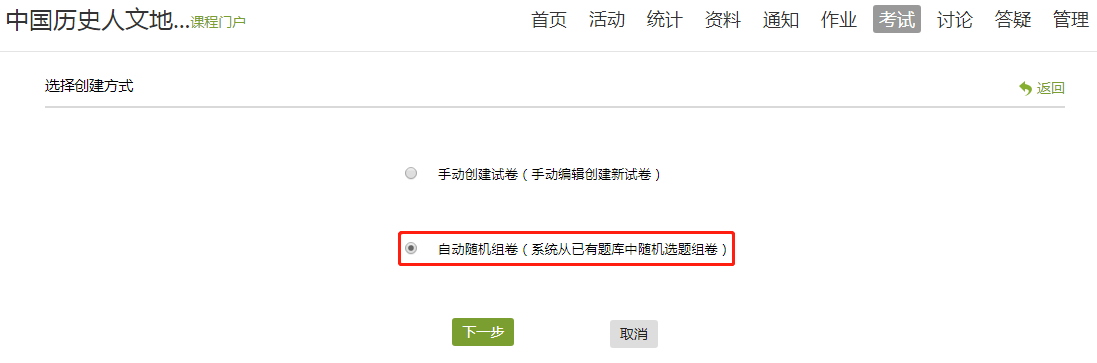 中国历史人文地...课程门户 首页 活动 统计 资料 通知 作业 考试 讨论 答疑 管理
选择创建方式 返回
手动创建试卷（手动编辑创建新试卷）
自动随机组卷（系统从已有题库中随机选题组卷）
下一步 取消